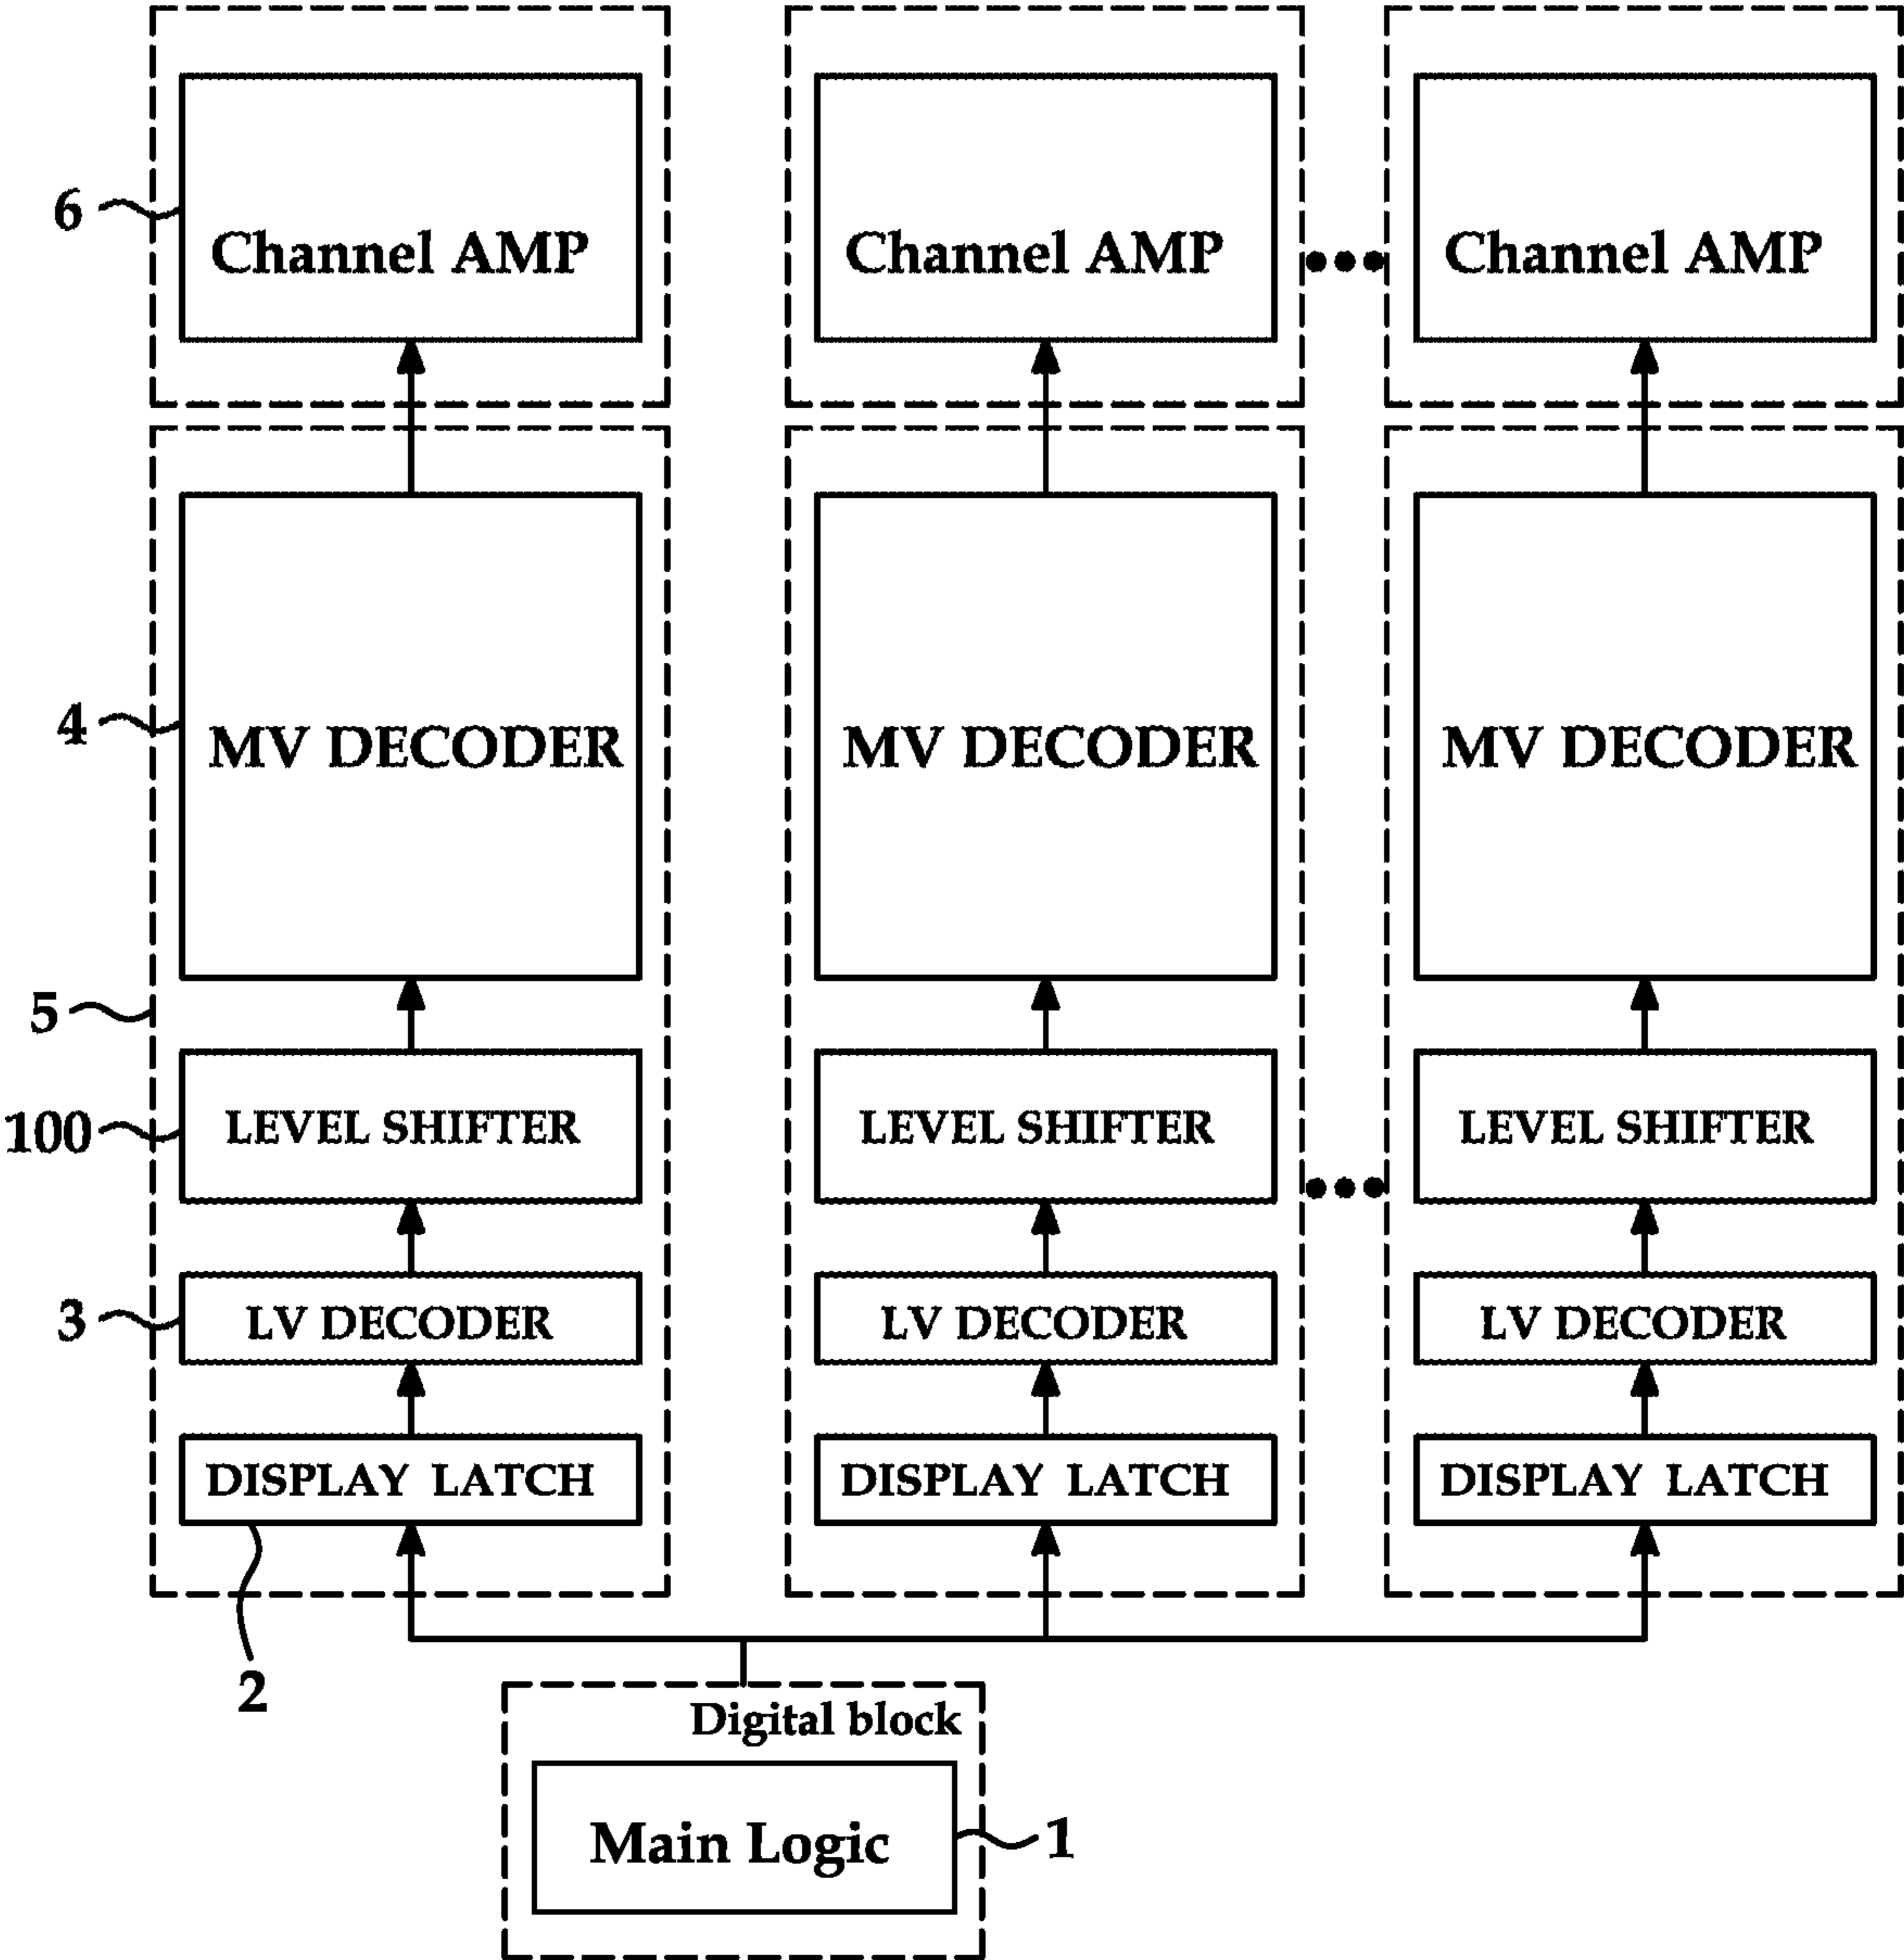 6
Channel AMP
Channel AMP
•••
Channel AMP
4
MV DECODER
MV DECODER
MV DECODER
5
100
LEVEL SHIFTER
LEVEL SHIFTER
•••
LEVEL SHIFTER
3
LV DECODER
LV DECODER
LV DECODER
DISPLAY LATCH
DISPLAY LATCH
DISPLAY LATCH
2
Digital block
Main Logic
1